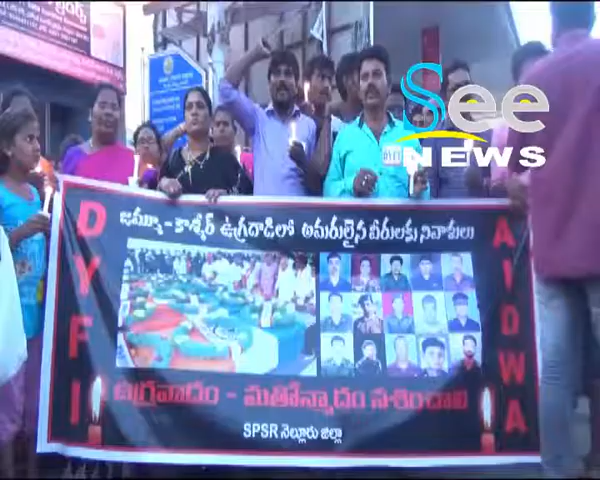 See
NEWS
DYFI
జమ్మూ - కాశ్మీర్ ఉగ్రదాడిలో అమరులైన వీరులకు నివాళులు
AIDWA
ఉగ్రవాదం - మతోన్మాదం నశించాలి
SPSR నెల్లూరు జిల్లా